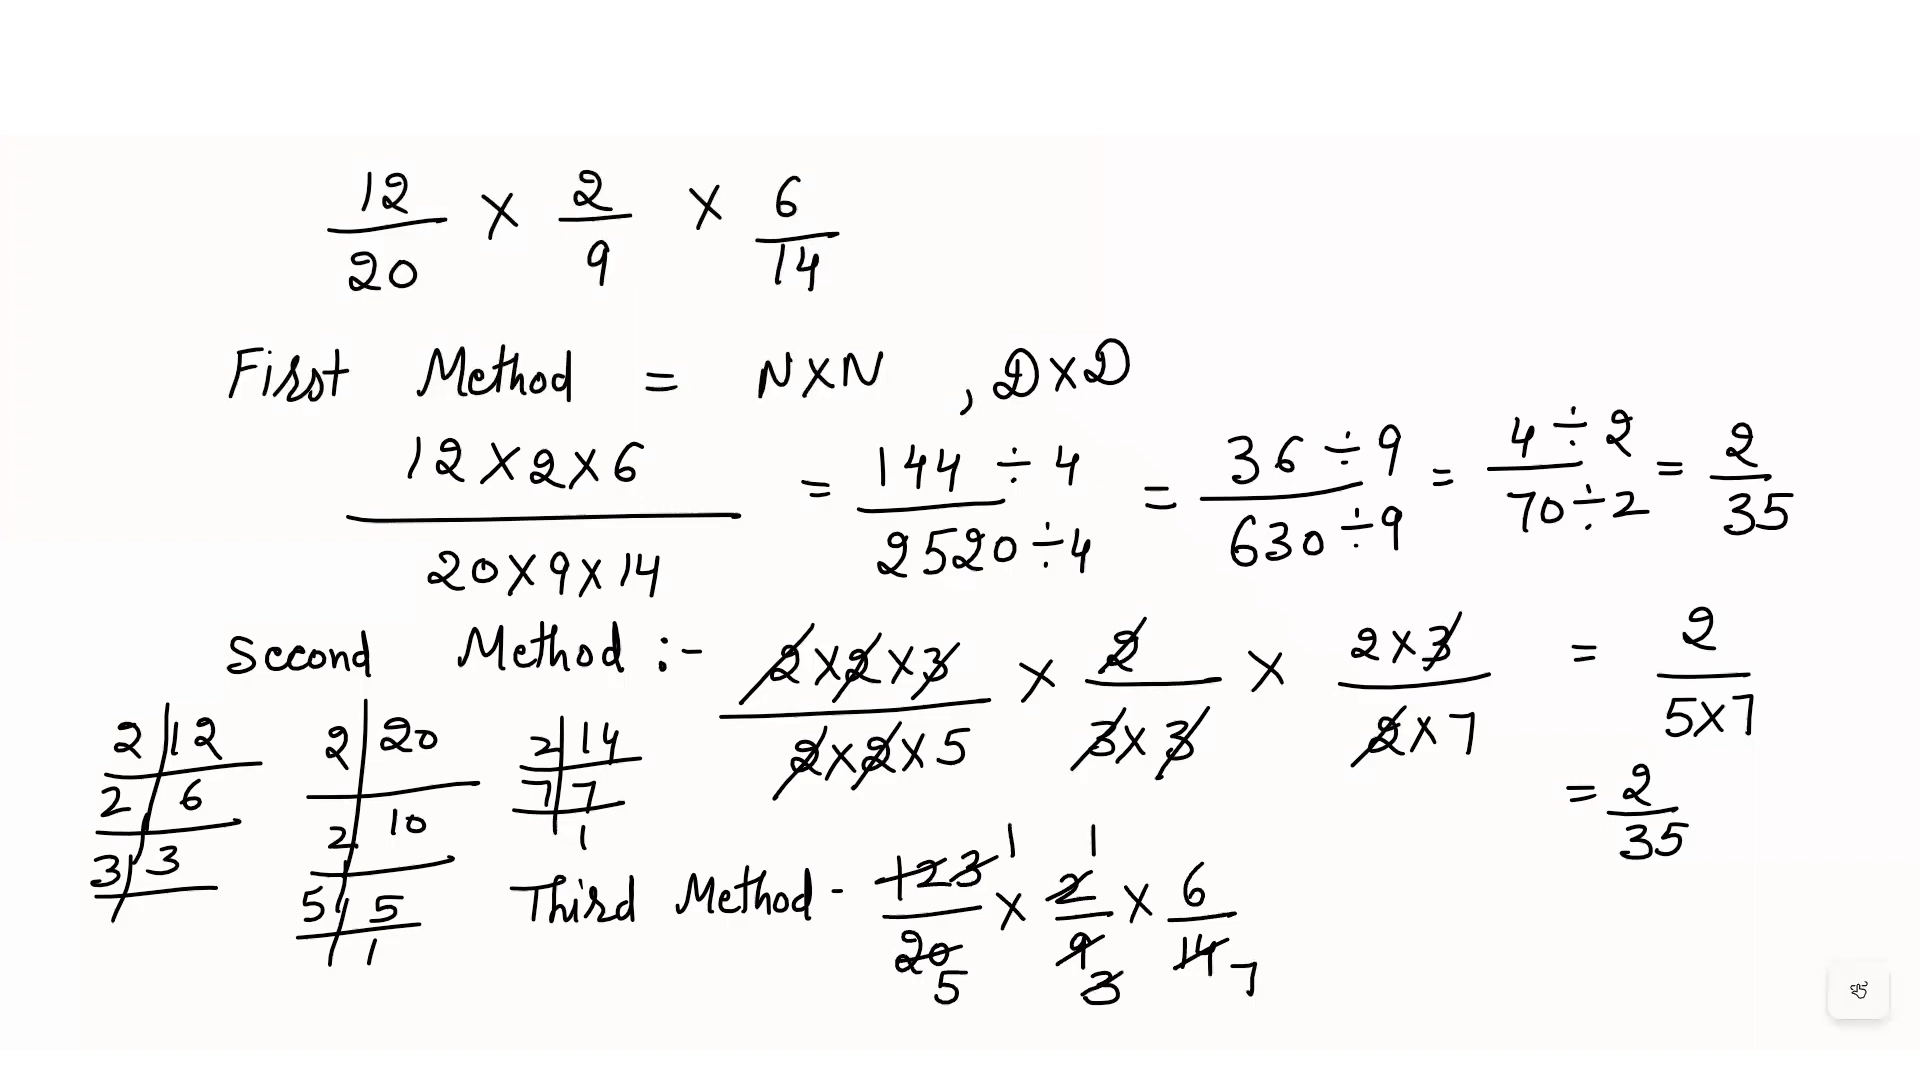 12/20 × 2/9 × 6/14
First Method = N×N , D×D
12×2×6 / 20×9×14 = 144÷4 / 2520÷4 = 36÷9 / 630÷9 = 4÷2 / 70÷2 = 2/35
Second Method :- 2×2×3 / 2×2×5 × 2 / 3×3 × 2×3 / 2×7 = 2 / 5×7
= 2/35
2 | 12
2 | 6
3 | 3
2 | 20
2 | 10
5 | 5
1
2 | 14
7 | 7
1
Third Method - 12 3 1 / 20 5 × 2 1 / 9 3 × 6 / 14 7